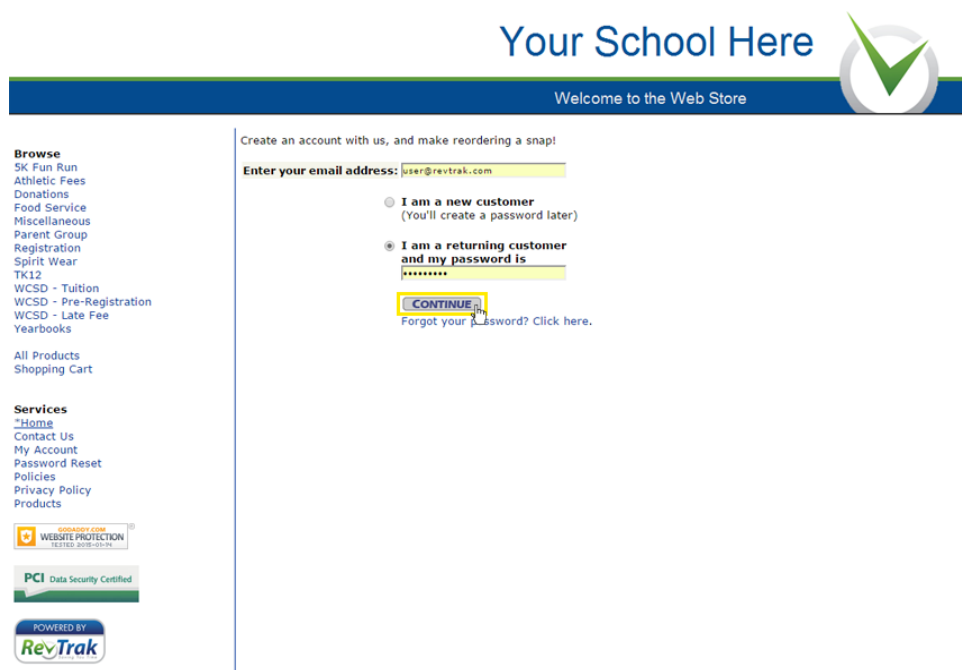 Your School Here
Welcome to the Web Store
Create an account with us, and make reordering a snap!
Enter your email address: user@revtrak.com
I am a new customer
(You'll create a password later)
I am a returning customer
and my password is
•••••••••
CONTINUE
Forgot your password? Click here.
Browse
5K Fun Run
Athletic Fees
Donations
Food Service
Miscellaneous
Parent Group
Registration
Spirit Wear
TK12
WCSD - Tuition
WCSD - Pre-Registration
WCSD - Late Fee
Yearbooks
All Products
Shopping Cart
Services
"Home
Contact Us
My Account
Password Reset
Policies
Privacy Policy
Products
GODADDY.COM
WEBSITE PROTECTION
TESTED 2015-01-14
PCI Data Security Certified
POWERED BY
RevTrak